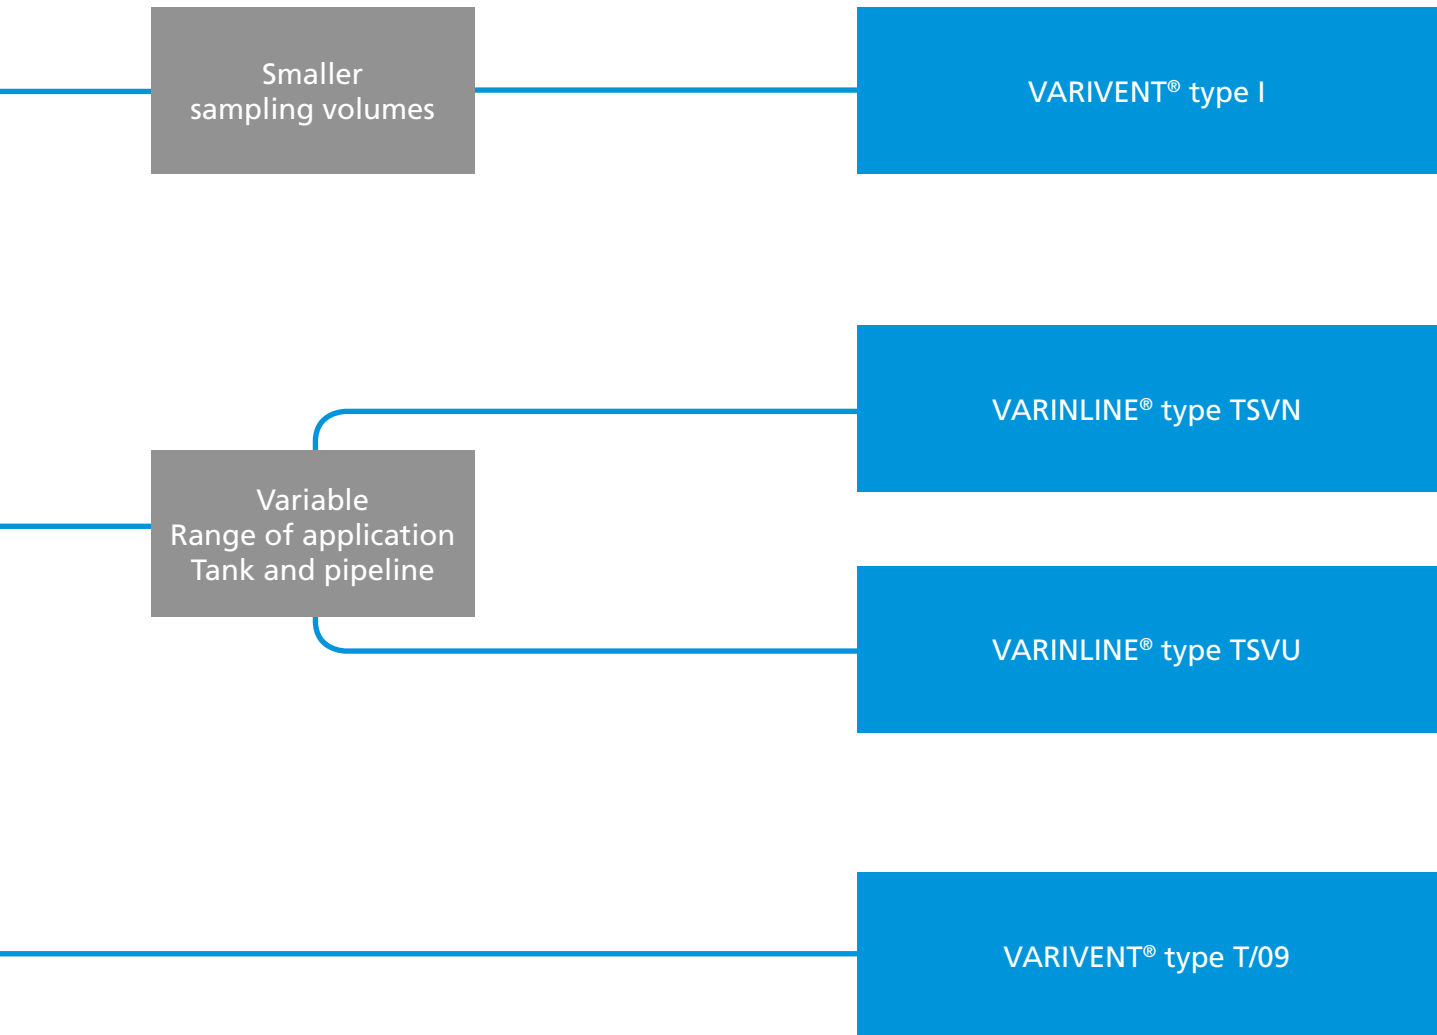 Smaller
sampling volumes
VARIVENT® type I
VARINLINE® type TSVN
Variable
Range of application
Tank and pipeline
VARINLINE® type TSVU
VARIVENT® type T/09